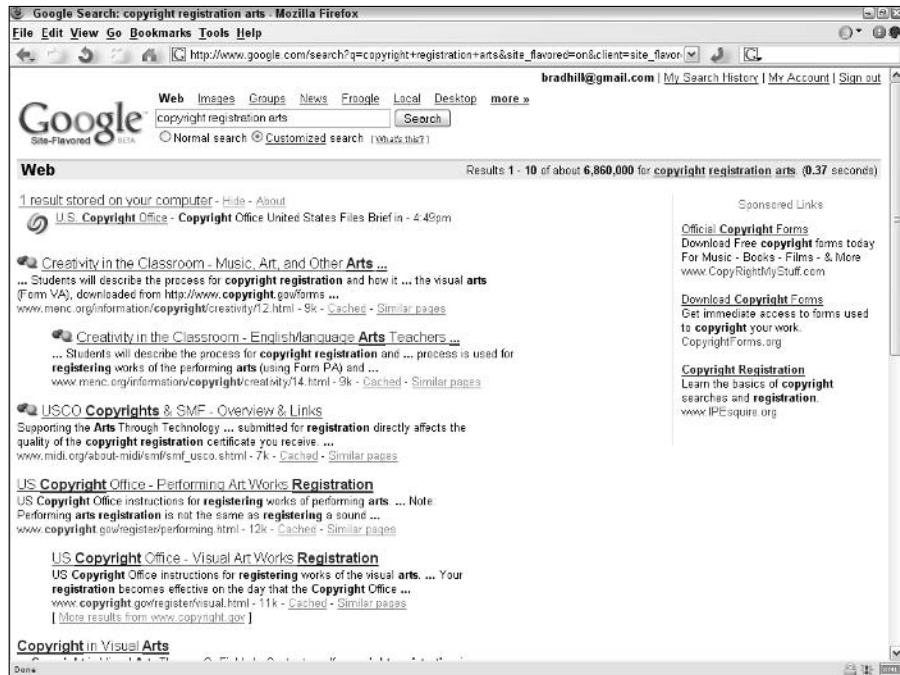 Google Search: copyright registration arts - Mozilla Firefox
File Edit View Go Bookmarks Tools Help
http://www.google.com/search?q=copyright+registration+arts&site_flavored=on&client=site_flavor
bradhill@gmail.com | My Search History | My Account | Sign out
Web Images Groups News Froogle Local Desktop more »
Google
Site-Flavored BETA
copyright registration arts Search
Normal search Customized search [What's this?]
Web Results 1 - 10 of about 6,860,000 for copyright registration arts. (0.37 seconds)
1 result stored on your computer - Hide - About
U.S. Copyright Office - Copyright Office United States Files Brief in - 4:49pm
Creativity in the Classroom - Music, Art, and Other Arts ...
... Students will describe the process for copyright registration and how it ... the visual arts
(Form VA), downloaded from http://www.copyright.gov/forms ...
www.menc.org/information/copyright/creativity/12.html - 9k - Cached - Similar pages
Creativity in the Classroom - English/language Arts Teachers ...
... Students will describe the process for copyright registration and ... process is used for
registering works of the performing arts (using Form PA) and ...
www.menc.org/information/copyright/creativity/14.html - 9k - Cached - Similar pages
USCO Copyrights & SMF - Overview & Links
Supporting the Arts Through Technology ... submitted for registration directly affects the
quality of the copyright registration certificate you receive. ...
www.midi.org/about-midi/smf/smf_usco.shtml - 7k - Cached - Similar pages
US Copyright Office - Performing Art Works Registration
US Copyright Office instructions for registering works of performing arts. ... Note:
Performing arts registration is not the same as registering a sound ...
www.copyright.gov/register/performing.html - 12k - Cached - Similar pages
US Copyright Office - Visual Art Works Registration
US Copyright Office instructions for registering works of the visual arts. ... Your
registration becomes effective on the day that the Copyright Office ...
www.copyright.gov/register/visual.html - 11k - Cached - Similar pages
[ More results from www.copyright.gov ]
Copyright in Visual Arts
Sponsored Links
Official Copyright Forms
Download Free copyright forms today
For Music - Books - Films - & More
www.CopyRightMyStuff.com
Download Copyright Forms
Get immediate access to forms used
to copyright your work.
CopyrightForms.org
Copyright Registration
Learn the basics of copyright
searches and registration.
www.IPEsquire.org
Done